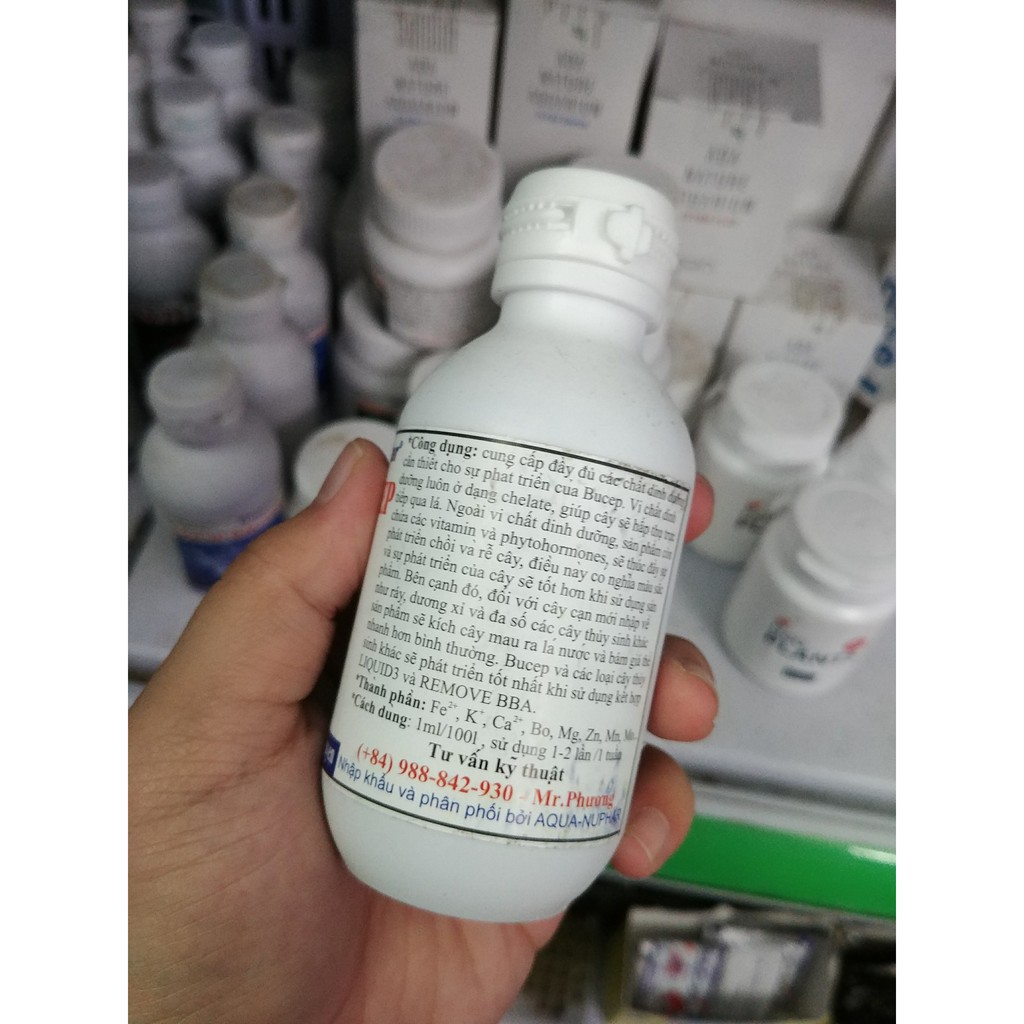 *Công dụng: cung cấp đầy đủ các chất dinh dưỡng
cần thiết cho sự phat triển cua Bucep. Vi chất dinh
dưỡng luôn ở dạng chelate, giúp cây sẽ hấp thụ trực
tiếp qua lá. Ngoài vi chất dinh dưỡng, sản phẩm còn
chứa các vitamin và phytohormones, sẽ thúc đẩy sự
phát triển chồi và rễ cây, điều này co nghĩa màu sắc
và sự phát triển của cây sẽ tốt hơn khi sử dụng sản
phẩm. Bên cạnh đó, đối với cây cạn mới nhập về
như ráy, dương xỉ và đa số các cây thủy sinh khác
sản phẩm sẽ kích cây mau ra lá nước và bám giá thể
nhanh hơn bình thường. Bucep và các loại cây thủy
sinh khác sẽ phát triển tốt nhất khi sử dụng kết hợp
LIQUID3 và REMOVE BBA.
*Thành phần: Fe²⁺, K⁺, Ca²⁺, Bo, Mg, Zn, Mn,
*Cách dung: 1ml/100l , sử dụng 1-2 lần /1 tuần
Tư vấn kỹ thuật
(+84) 988-842-930 - Mr.Phương
Nhập khẩu và phân phối bởi AQUA-NUPHAR